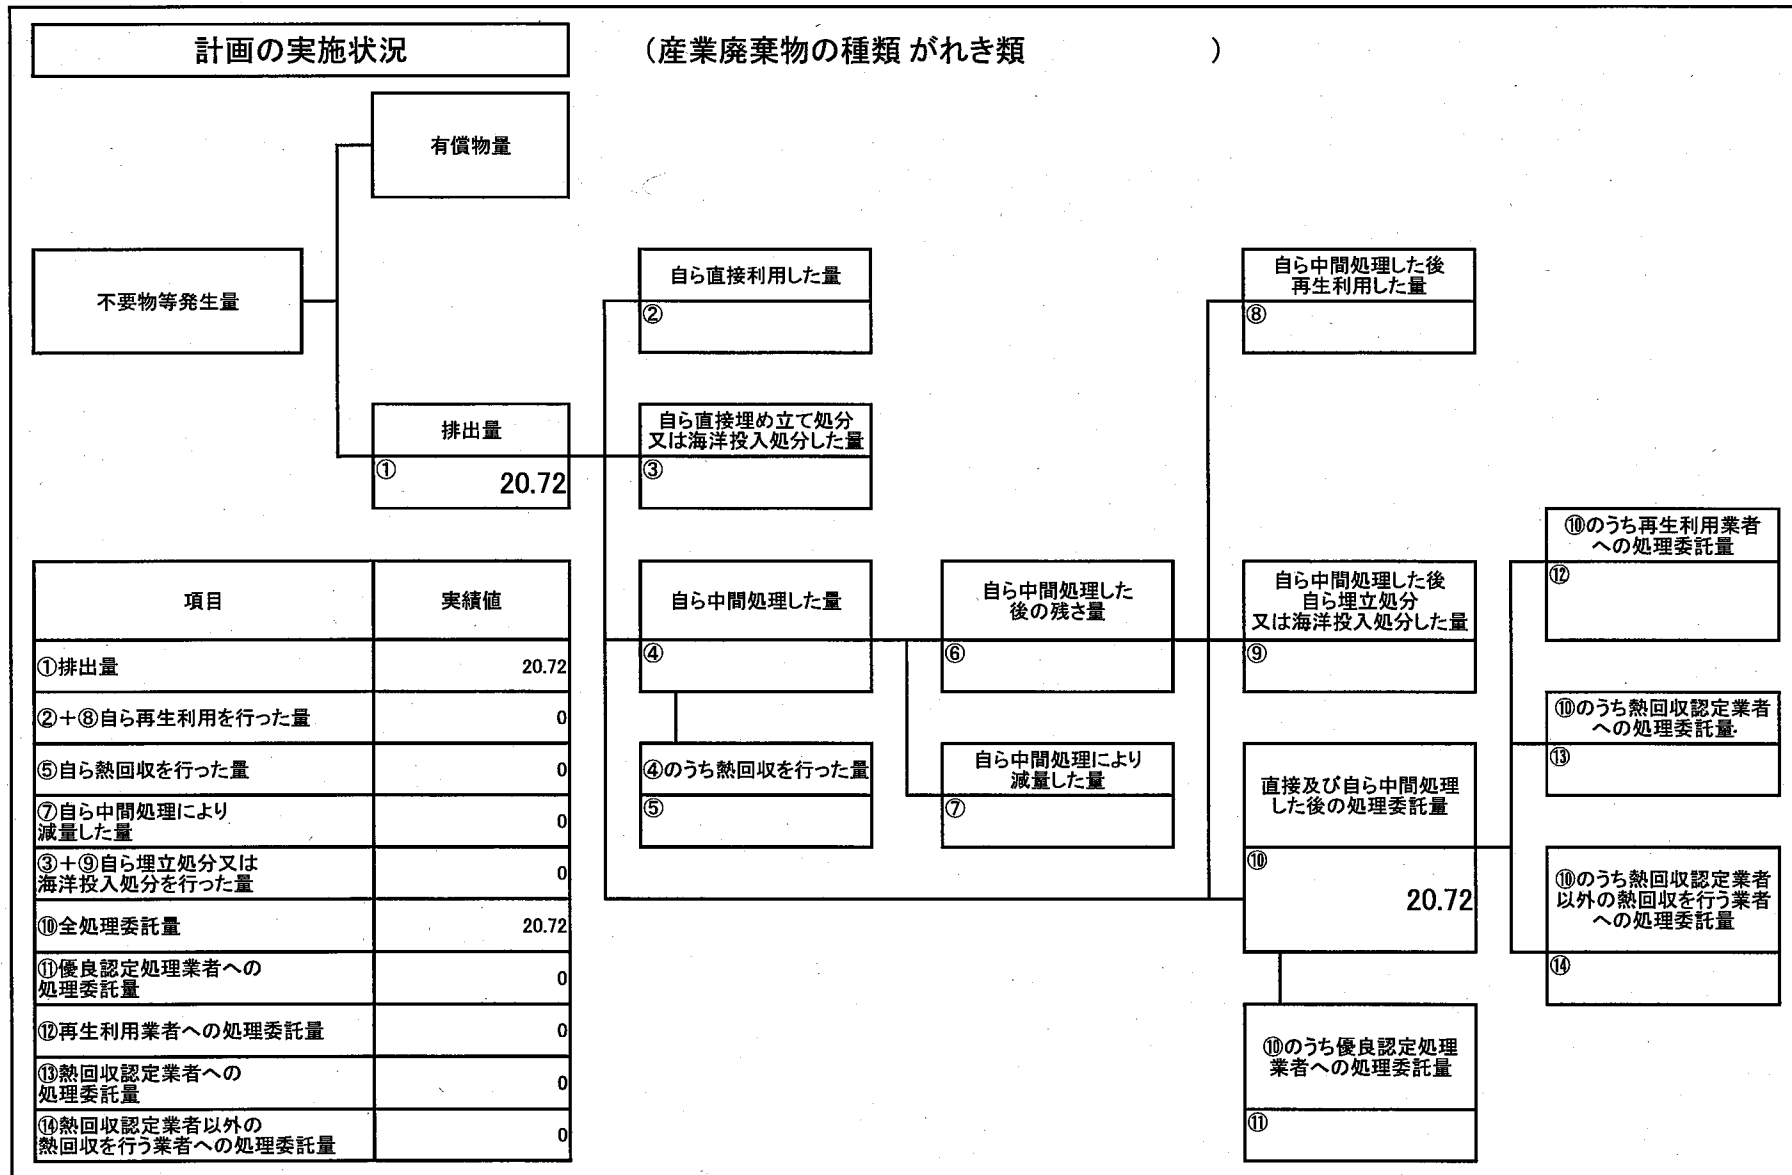 計画の実施状況
(産業廃棄物の種類 がれき類 )
有償物量
不要物等発生量
自ら直接利用した量
②
自ら中間処理した後
再生利用した量
⑧
排出量
①
20.72
自ら直接埋め立て処分
又は海洋投入処分した量
③
⑩のうち再生利用業者
への処理委託量
⑫
自ら中間処理した量
④
自ら中間処理した
後の残さ量
⑥
自ら中間処理した後
自ら埋立処分
又は海洋投入処分した量
⑨
⑩のうち熱回収認定業者
への処理委託量
⑬
④のうち熱回収を行った量
⑤
自ら中間処理により
減量した量
⑦
直接及び自ら中間処理
した後の処理委託量
⑩
20.72
⑩のうち熱回収認定業者
以外の熱回収を行う業者
への処理委託量
⑭
⑩のうち優良認定処理
業者への処理委託量
⑪
項目 実績値
①排出量 20.72
②+⑧自ら再生利用を行った量 0
⑤自ら熱回収を行った量 0
⑦自ら中間処理により
減量した量 0
③+⑨自ら埋立処分又は
海洋投入処分を行った量 0
⑩全処理委託量 20.72
⑪優良認定処理業者への
処理委託量 0
⑫再生利用業者への処理委託量 0
⑬熱回収認定業者への
処理委託量 0
⑭熱回収認定業者以外の
熱回収を行う業者への処理委託量 0